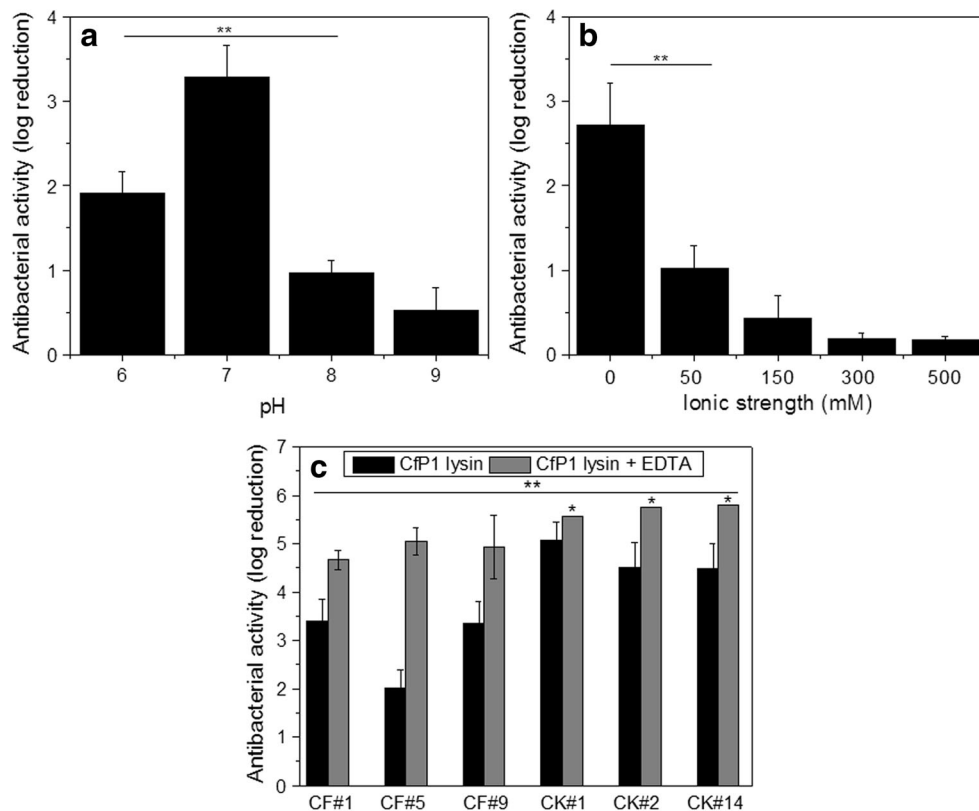 a
**
Antibacterial activity (log reduction)
4
3
2
1
0
6 7 8 9
pH
b
**
Antibacterial activity (log reduction)
4
3
2
1
0
0 50 150 300 500
Ionic strength (mM)
c
CfP1 lysin CfP1 lysin + EDTA
**
* * *
Antibacterial activity (log reduction)
7
6
5
4
3
2
1
0
CF#1 CF#5 CF#9 CK#1 CK#2 CK#14